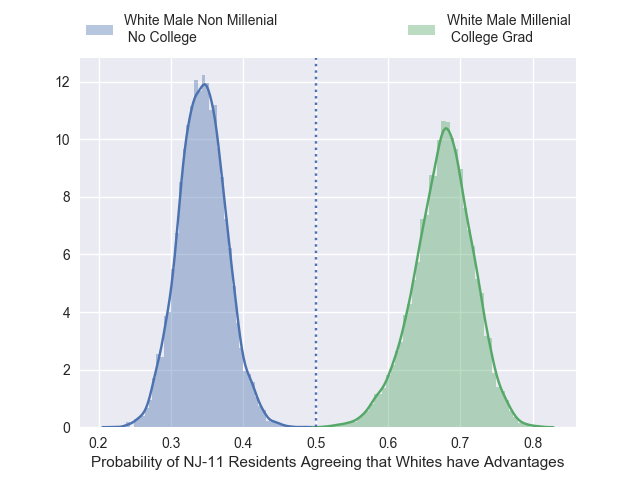 White Male Non Millenial
No College
White Male Millenial
College Grad
12
10
8
6
4
2
0
0.2 0.3 0.4 0.5 0.6 0.7 0.8
Probability of NJ-11 Residents Agreeing that Whites have Advantages